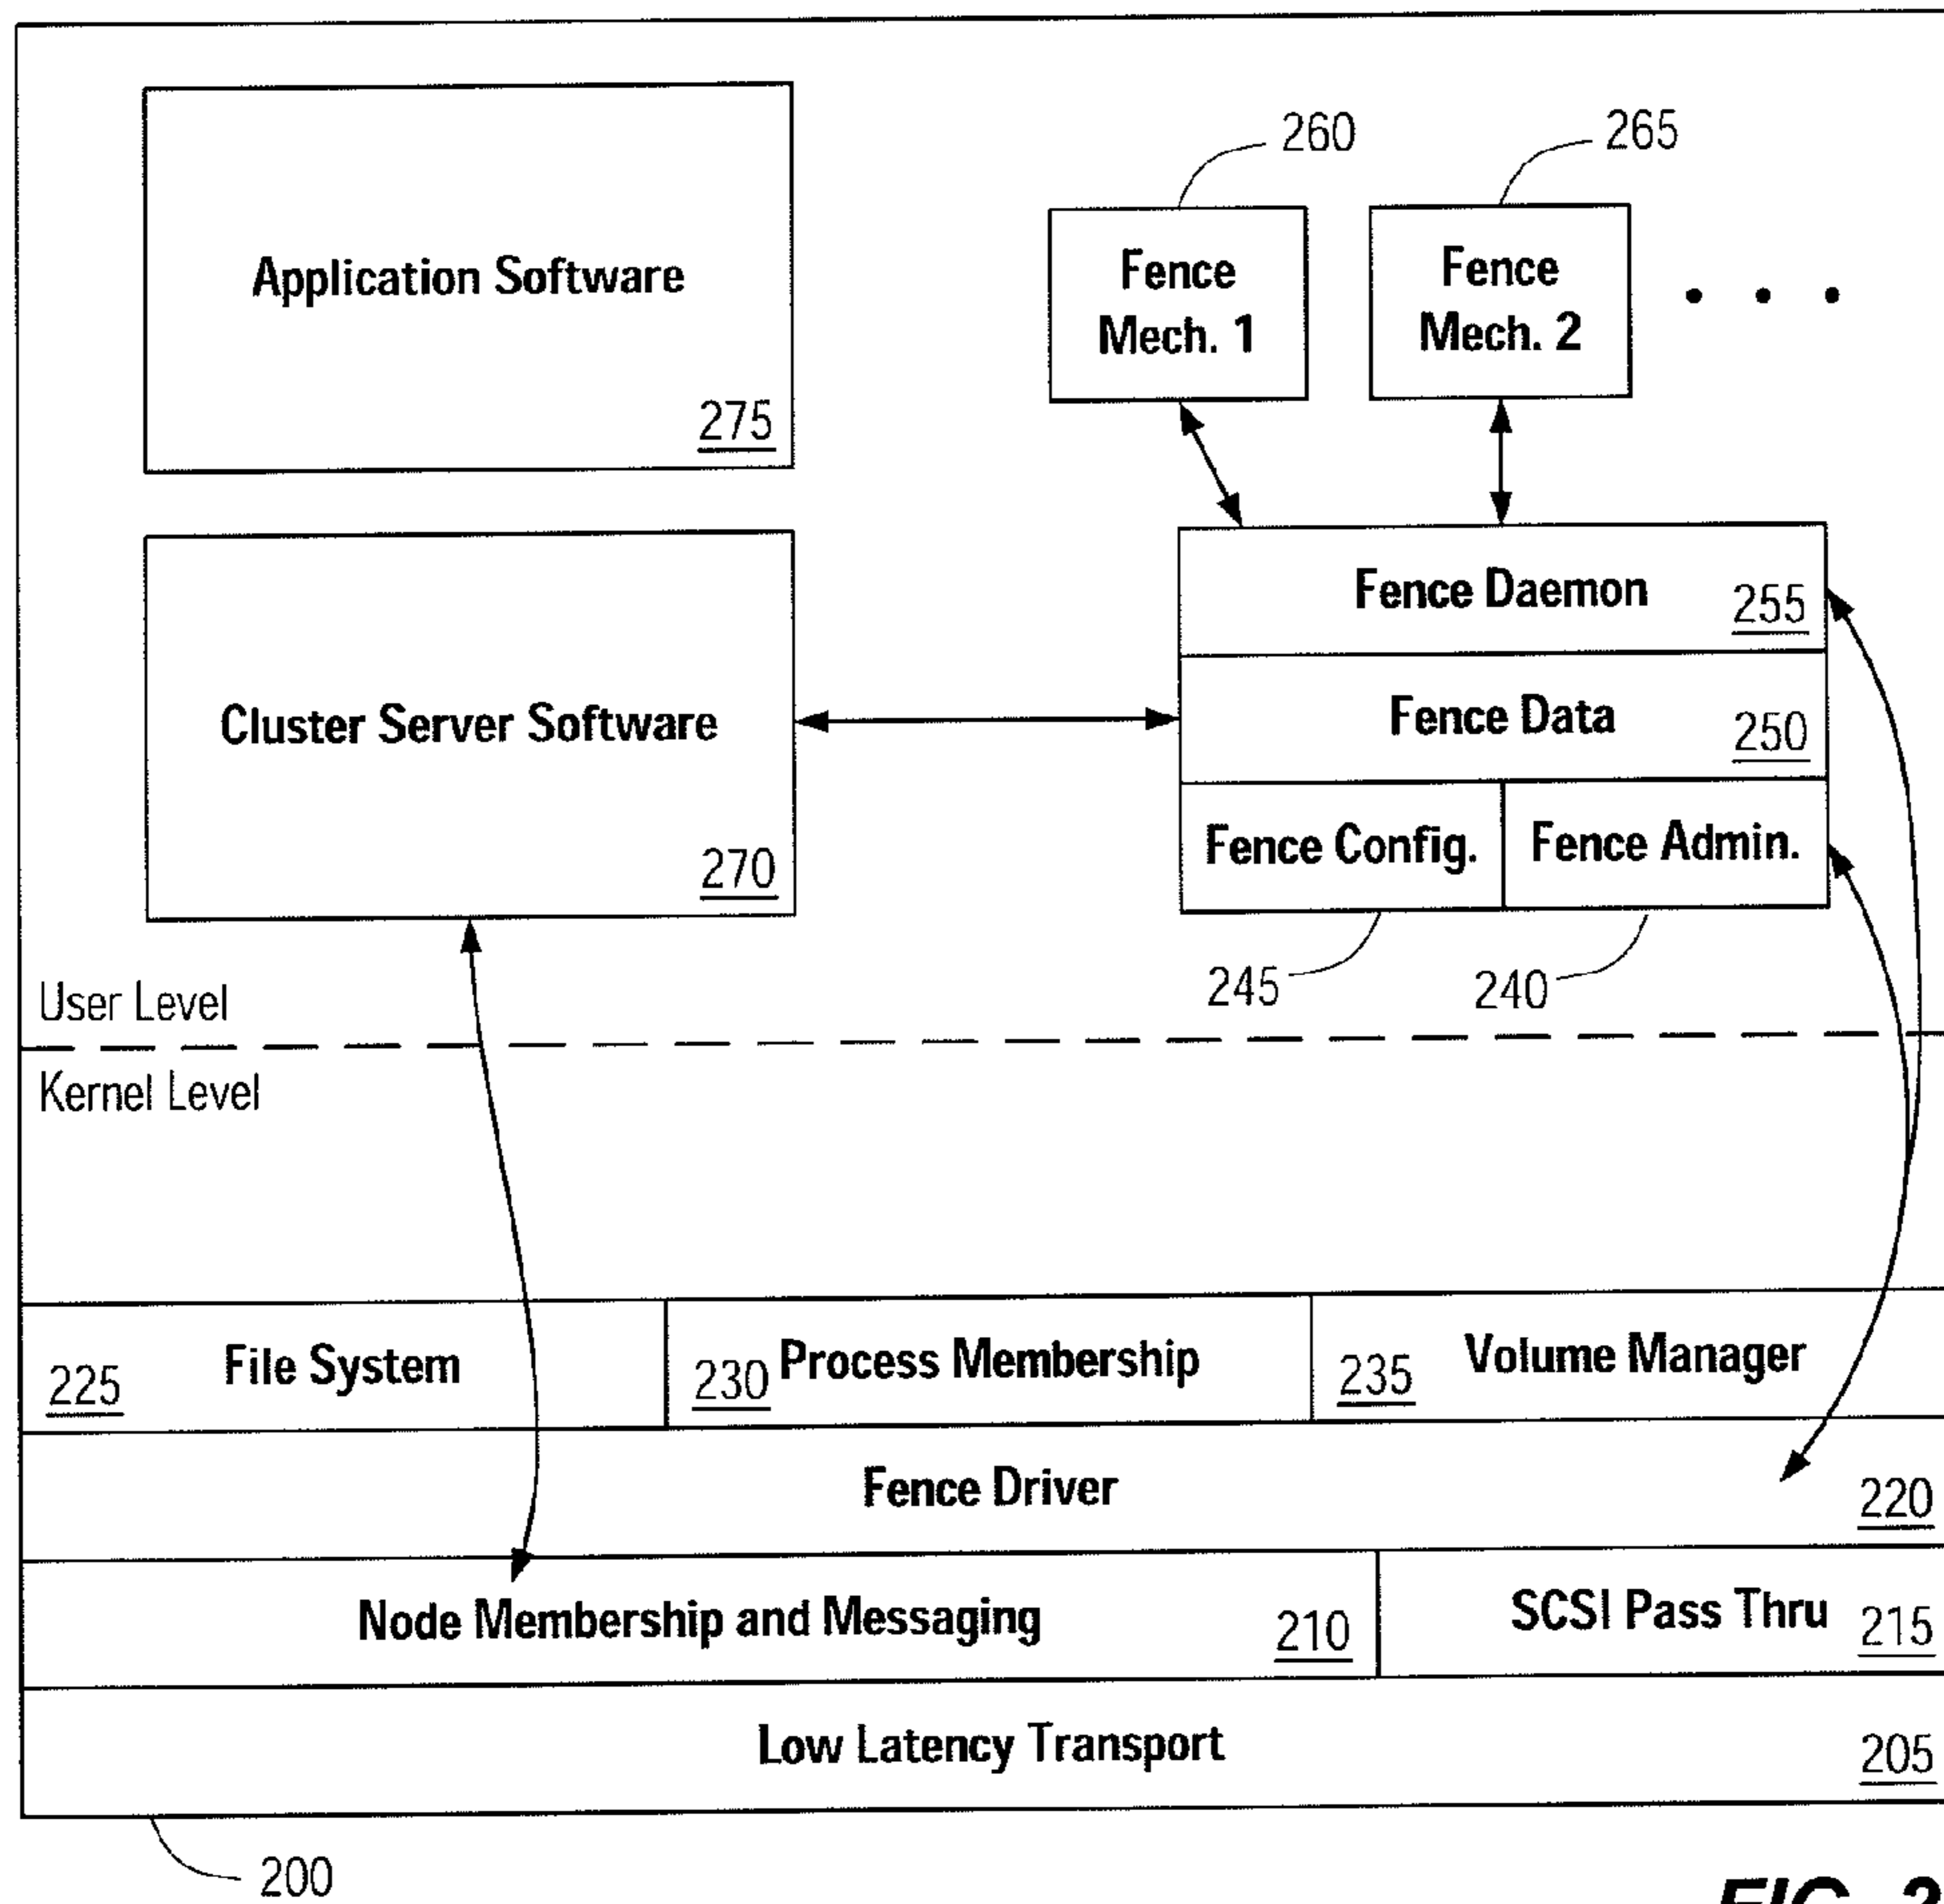 260
265
Application Software
275
Fence
Mech. 1
Fence
Mech. 2
Fence Daemon
255
Cluster Server Software
270
Fence Data
250
Fence Config.
Fence Admin.
245
240
User Level
Kernel Level
225
File System
230
Process Membership
235
Volume Manager
Fence Driver
220
Node Membership and Messaging
210
SCSI Pass Thru
215
Low Latency Transport
205
200
FIG. 2